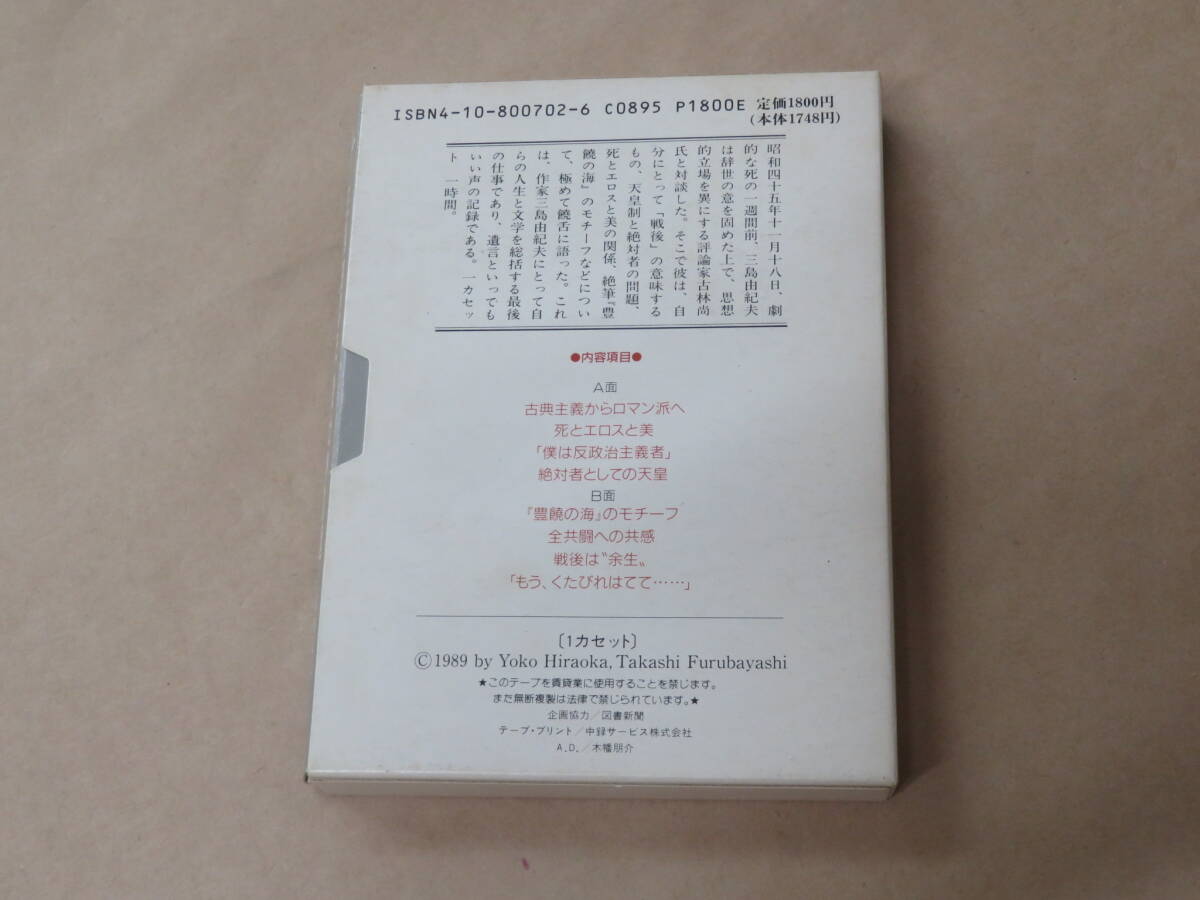 ISBN4-10-800702-6 C0895 P1800E 定価1800円
(本体1748円)
昭和四十五年十一月十八日、劇
的な死の一週間前、三島由紀夫
は辞世の意を固めた上で、思想
的立場を異にする評論家古林尚
氏と対談した。そこで彼は、自
分にとって「戦後」の意味する
もの、天皇制と絶対者の問題、
死とエロスと美の関係、絶筆『豊
饒の海』のモチーフなどについ
て、極めて饒舌に語った。これ
は、作家三島由紀夫にとって自
らの人生と文学を総括する最後
の仕事であり、遺言といっても
いい声の記録である。一カセッ
ト 一時間。
●内容項目●
A面
古典主義からロマン派へ
死とエロスと美
「僕は反政治主義者」
絶対者としての天皇
B面
『豊饒の海』のモチーフ
全共闘への共感
戦後は〝余生〟
「もう、くたびれはてて……」
〔1カセット〕
©1989 by Yoko Hiraoka, Takashi Furubayashi
★このテープを賃貸業に使用することを禁じます。
また無断複製は法律で禁じられています。★
企画協力／図書新聞
テープ・プリント／中録サービス株式会社
A.D.／木幡朋介